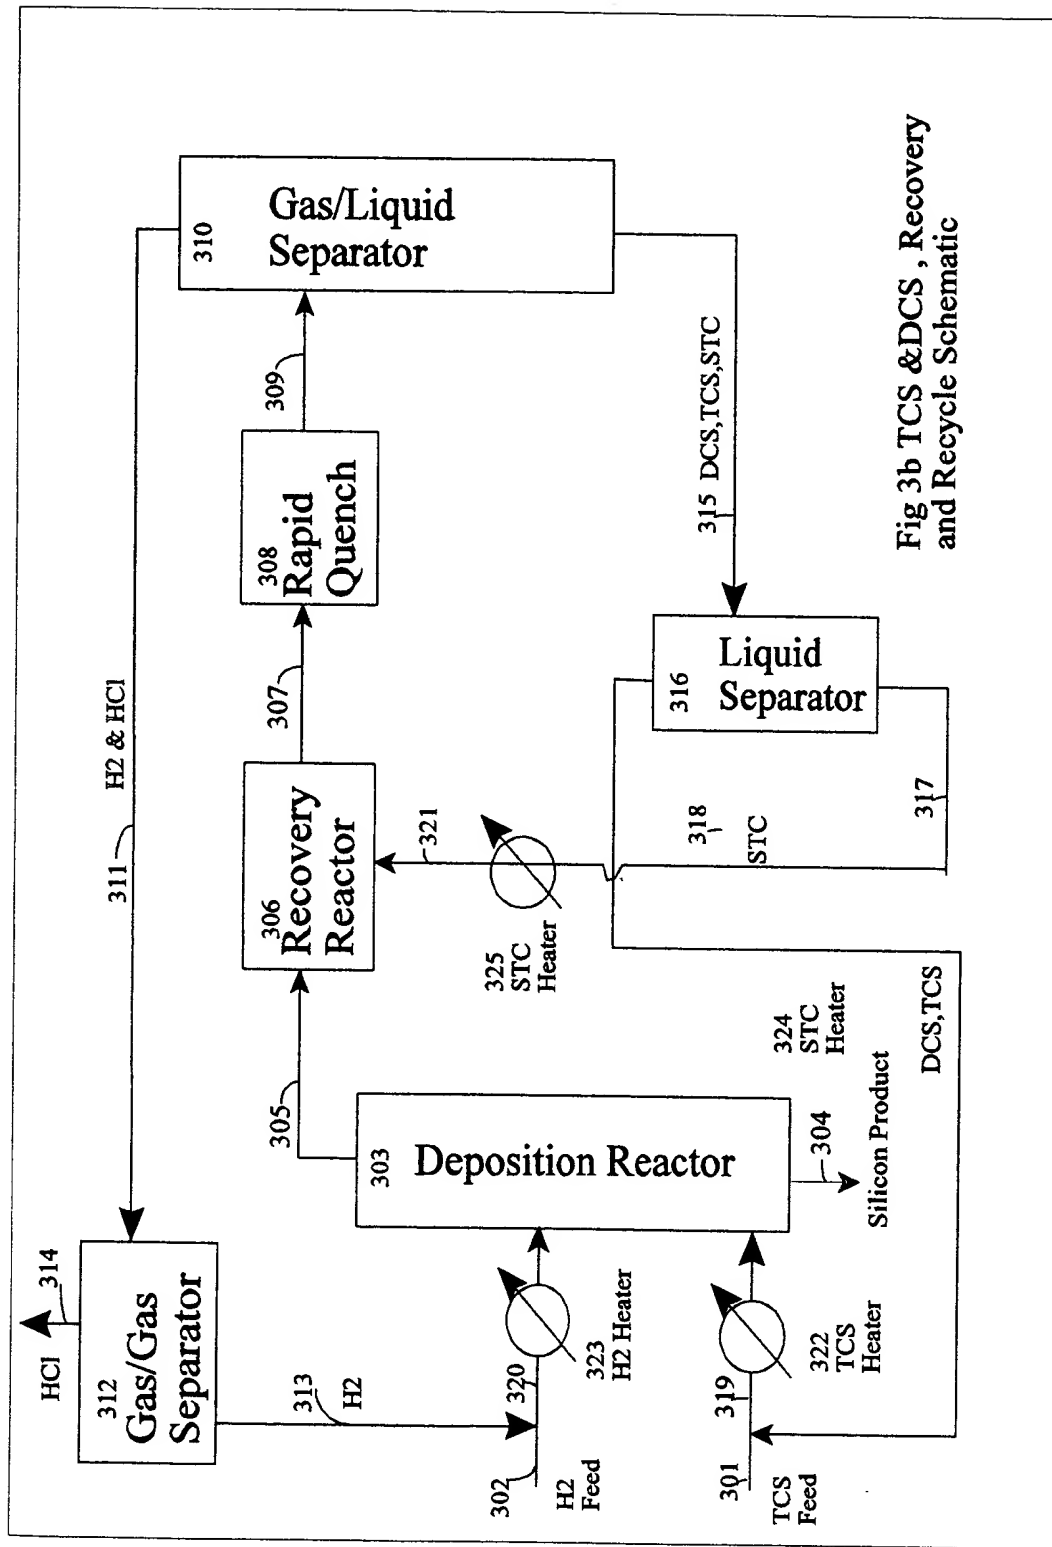 HCl
314
312
Gas/Gas
Separator
311
H2 & HCl
313
H2
302
H2
Feed
320
323
H2 Heater
301
TCS
Feed
319
322
TCS
Heater
303
Deposition Reactor
304
Silicon Product
305
306
Recovery
Reactor
307
308
Rapid
Quench
309
310
Gas/Liquid
Separator
315 DCS,TCS,STC
316
Liquid
Separator
317
318
STC
321
325
STC
Heater
324
STC
Heater
DCS,TCS
Fig 3b TCS &DCS , Recovery
and Recycle Schematic